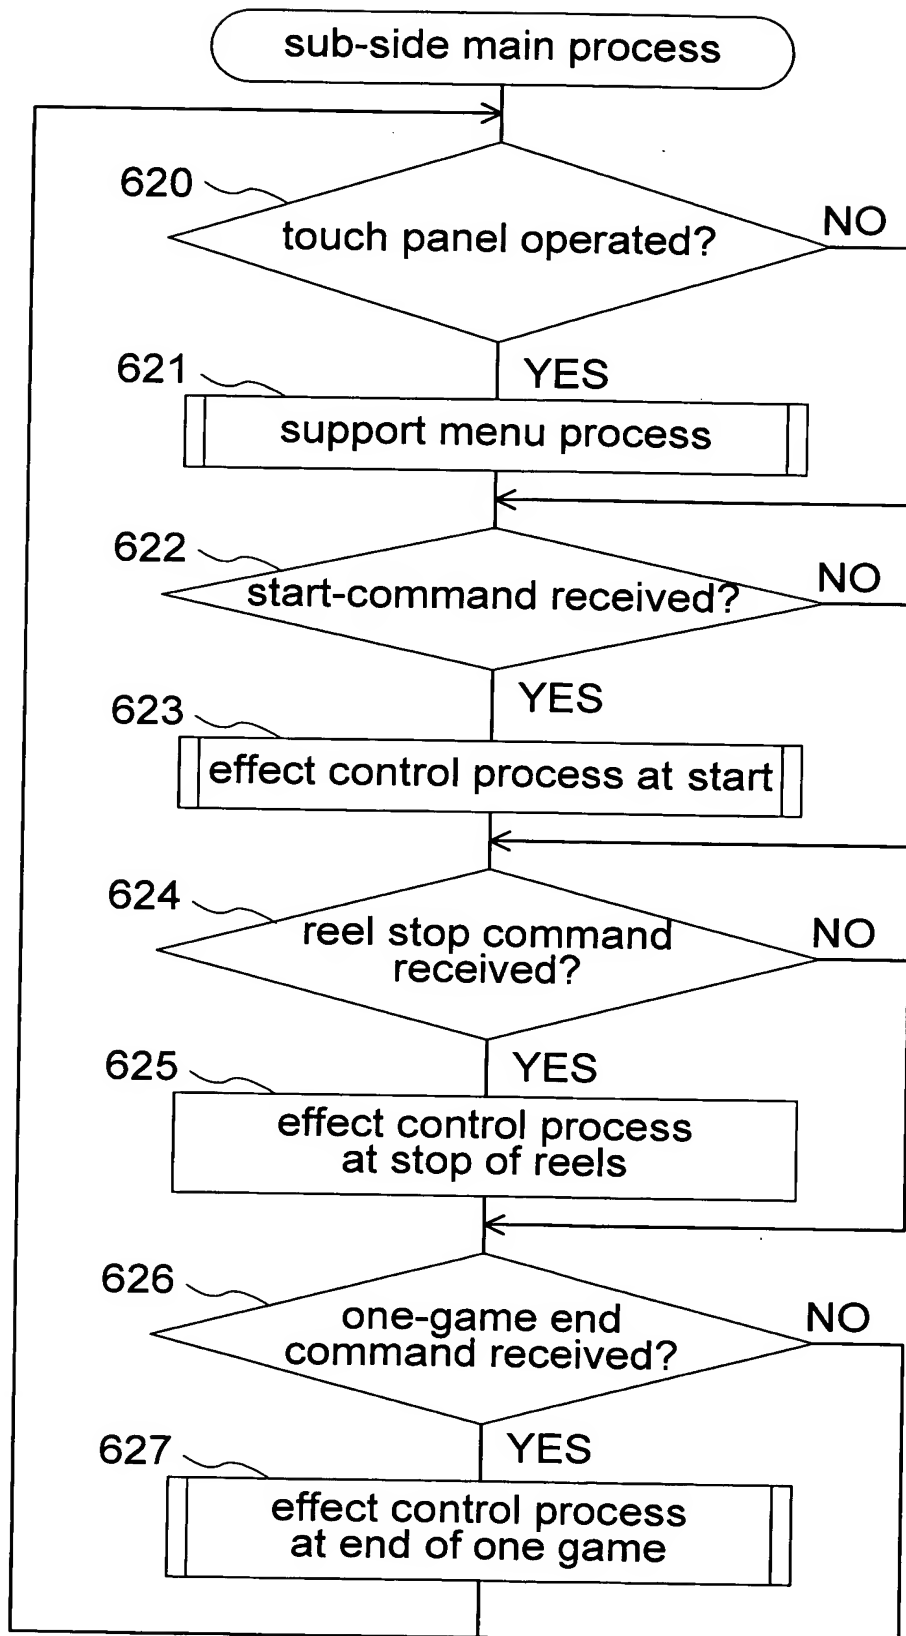 sub-side main process
620
touch panel operated?
NO
YES
621
support menu process
622
start-command received?
NO
YES
623
effect control process at start
624
reel stop command
received?
NO
YES
625
effect control process
at stop of reels
626
one-game end
command received?
NO
YES
627
effect control process
at end of one game